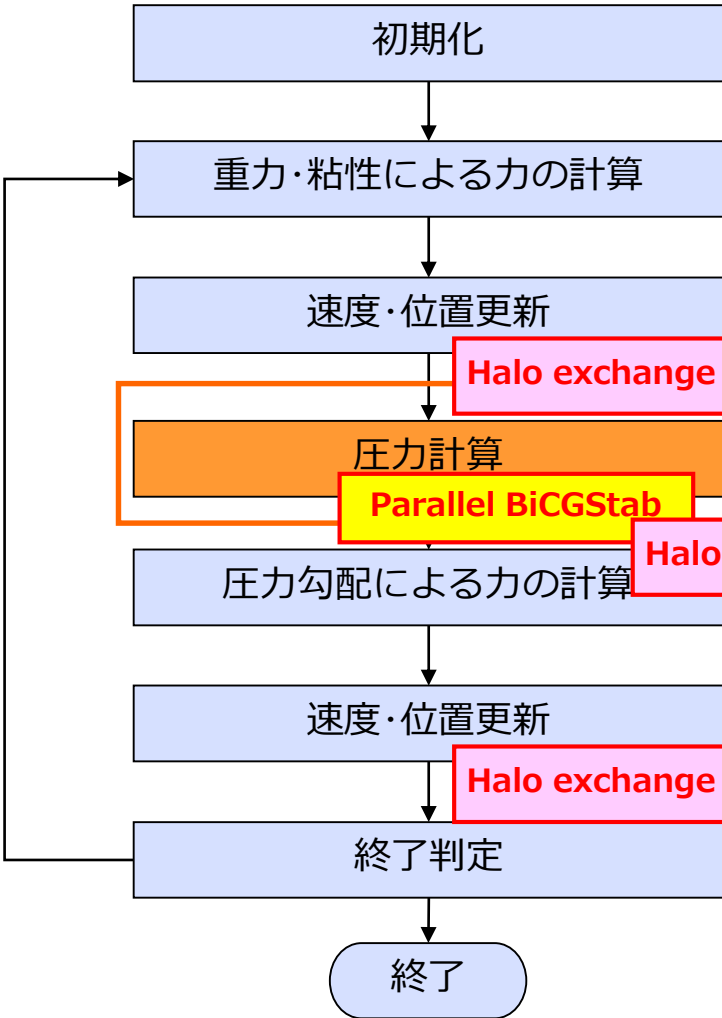 初期化
重力・粘性による力の計算
速度・位置更新
Halo exchange
圧力計算
Parallel BiCGStab
Halo
圧力勾配による力の計算
速度・位置更新
Halo exchange
終了判定
終了